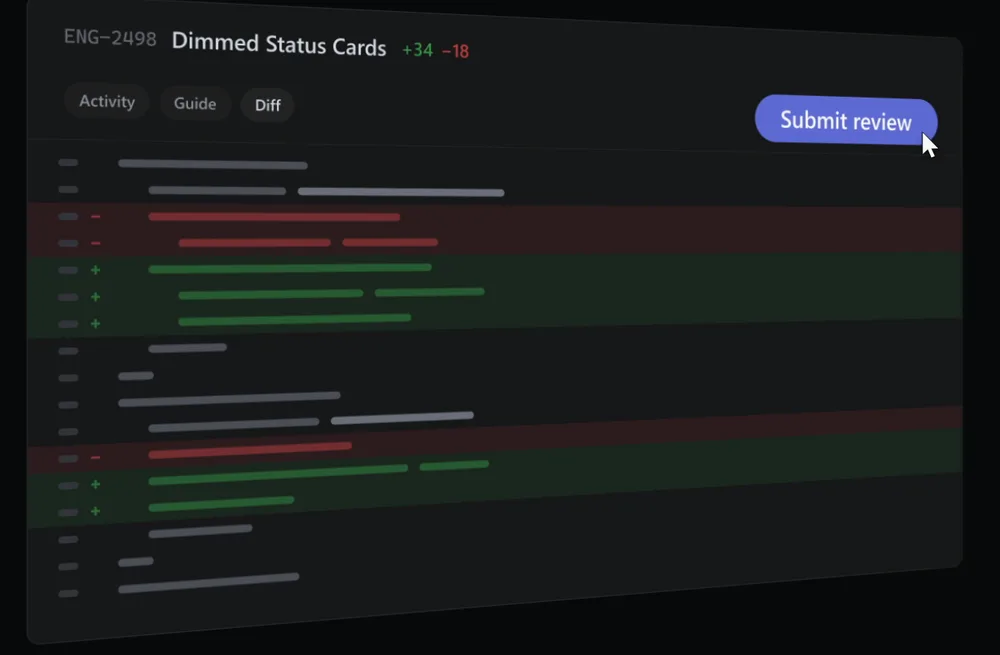 ENG-2498 Dimmed Status Cards +34 -18
Activity Guide Diff
Submit review
-
-
+
+
+
-
+
+